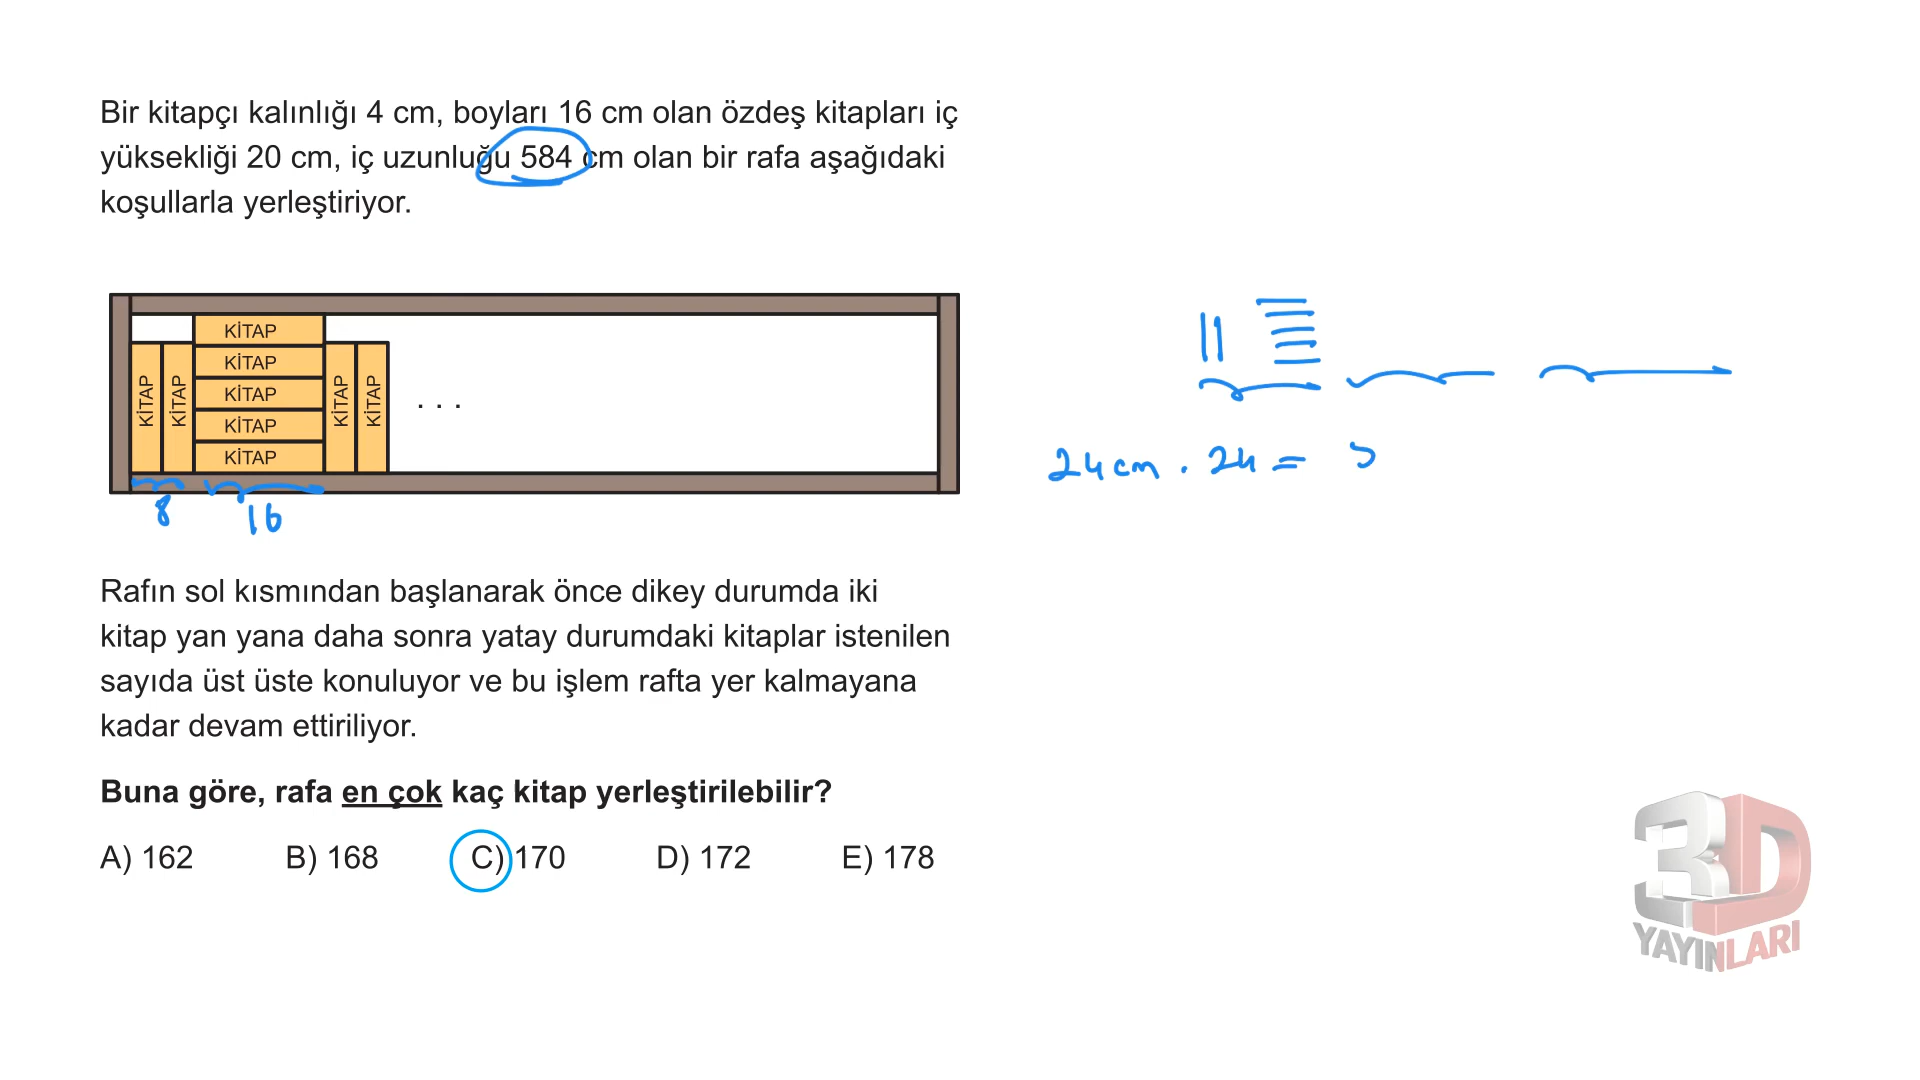 Bir kitapçı kalınlığı 4 cm, boyları 16 cm olan özdeş kitapları iç
yüksekliği 20 cm, iç uzunluğu 584 cm olan bir rafa aşağıdaki
koşullarla yerleştiriyor.
KİTAP
KİTAP
KİTAP
KİTAP
KİTAP
KİTAP
KİTAP
KİTAP
KİTAP
. . .
8
16
24 cm . 24 =
Rafın sol kısmından başlanarak önce dikey durumda iki
kitap yan yana daha sonra yatay durumdaki kitaplar istenilen
sayıda üst üste konuluyor ve bu işlem rafta yer kalmayana
kadar devam ettiriliyor.
Buna göre, rafa en çok kaç kitap yerleştirilebilir?
A) 162 B) 168 C) 170 D) 172 E) 178
3D
YAYINLARI